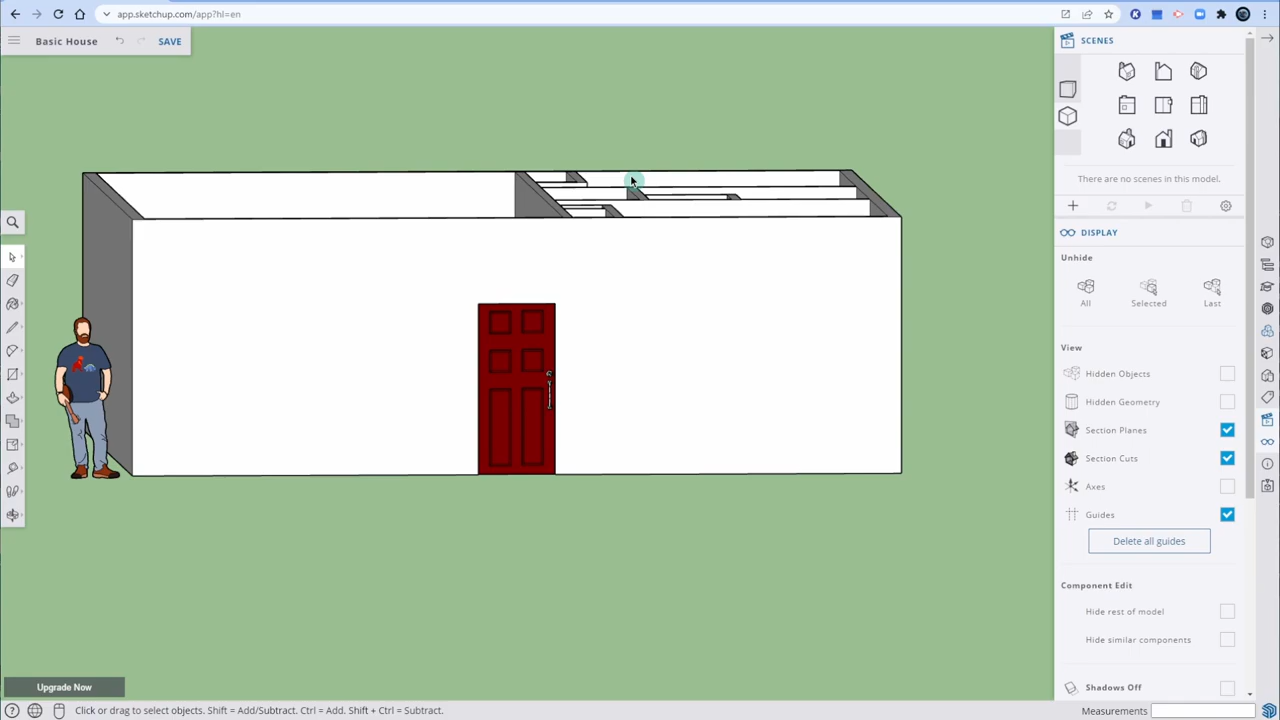 app.sketchup.com/app?hl=en
Basic House
SAVE
SCENES
There are no scenes in this model.
DISPLAY
Unhide
All
Selected
Last
View
Hidden Objects
Hidden Geometry
Section Planes
Section Cuts
Axes
Guides
Delete all guides
Component Edit
Hide rest of model
Hide similar components
Shadows Off
Upgrade Now
Click or drag to select objects. Shift = Add/Subtract. Ctrl = Add. Shift + Ctrl = Subtract.
Measurements